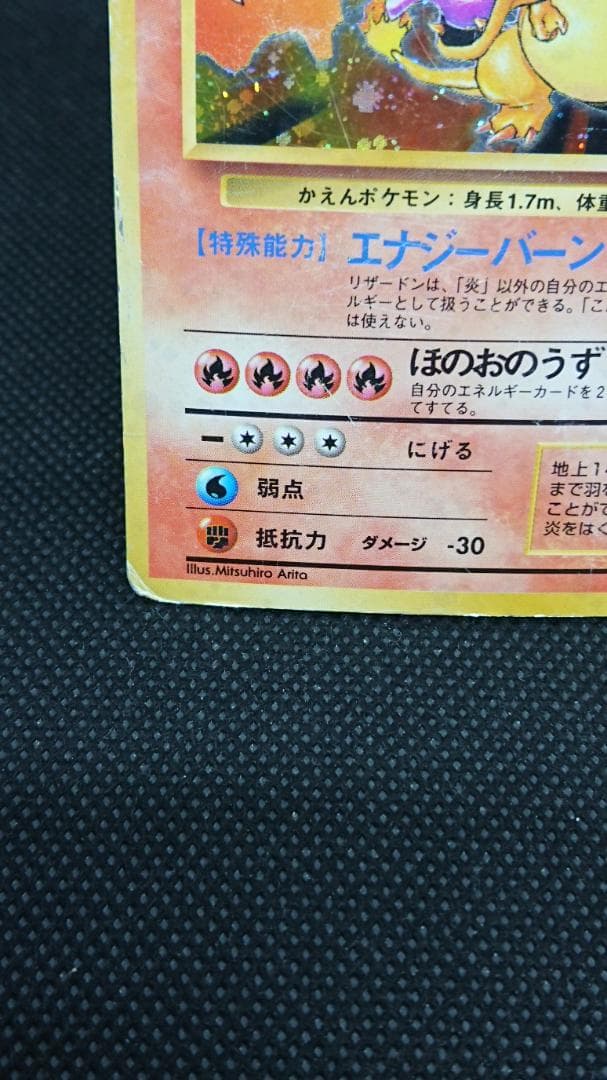 かえんポケモン：身長1.7m、体重
【特殊能力】 エナジーバーン
リザードンは、「炎」以外の自分のエ
ルギーとして扱うことができる。「こ
は使えない。
ほのおのうず
自分のエネルギーカードを2
てすてる。
にげる
弱点
抵抗力 ダメージ -30
地上14
まで羽を
ことがで
炎をはく
Illus.Mitsuhiro Arita